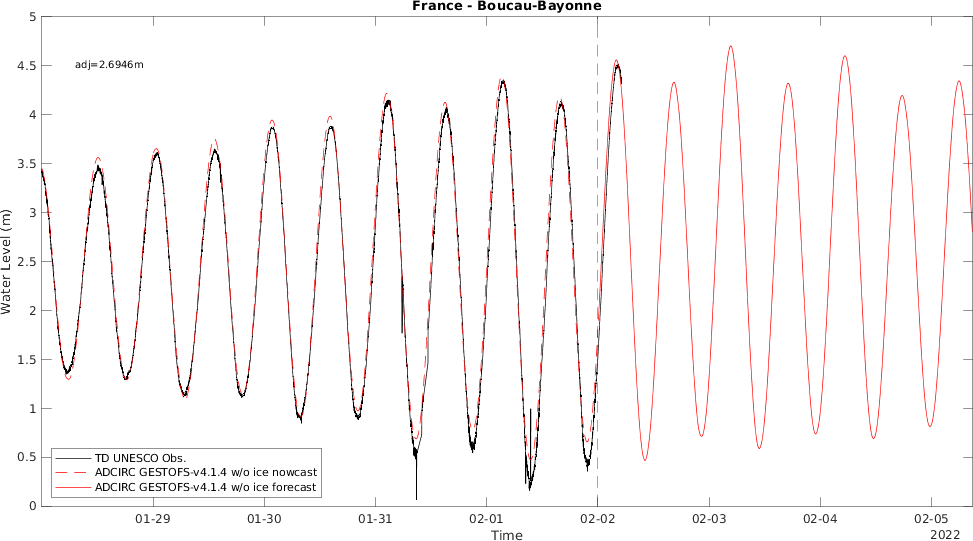 France - Boucau-Bayonne
5
4.5
4
3.5
3
2.5
2
1.5
1
0.5
0
Water Level (m)
adj=2.6946m
TD UNESCO Obs.
ADCIRC GESTOFS-v4.1.4 w/o ice nowcast
ADCIRC GESTOFS-v4.1.4 w/o ice forecast
01-29 01-30 01-31 02-01 02-02 02-03 02-04 02-05
Time
2022